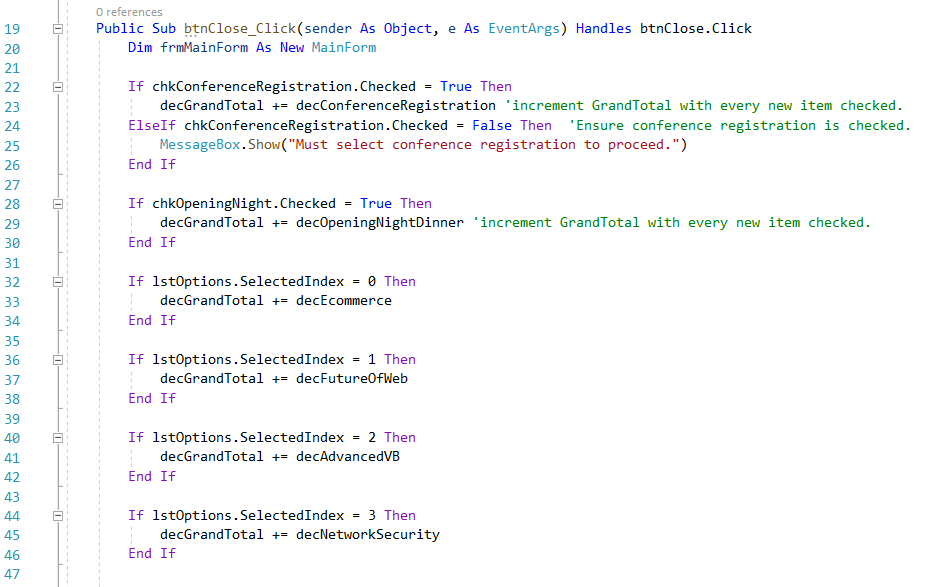 0 references
19 Public Sub btnClose_Click(sender As Object, e As EventArgs) Handles btnClose.Click
20 Dim frmMainForm As New MainForm
21
22 If chkConferenceRegistration.Checked = True Then
23 decGrandTotal += decConferenceRegistration 'increment GrandTotal with every new item checked.
24 ElseIf chkConferenceRegistration.Checked = False Then  'Ensure conference registration is checked.
25 MessageBox.Show("Must select conference registration to proceed.")
26 End If
27
28 If chkOpeningNight.Checked = True Then
29 decGrandTotal += decOpeningNightDinner 'increment GrandTotal with every new item checked.
30 End If
31
32 If lstOptions.SelectedIndex = 0 Then
33 decGrandTotal += decEcommerce
34 End If
35
36 If lstOptions.SelectedIndex = 1 Then
37 decGrandTotal += decFutureOfWeb
38 End If
39
40 If lstOptions.SelectedIndex = 2 Then
41 decGrandTotal += decAdvancedVB
42 End If
43
44 If lstOptions.SelectedIndex = 3 Then
45 decGrandTotal += decNetworkSecurity
46 End If
47